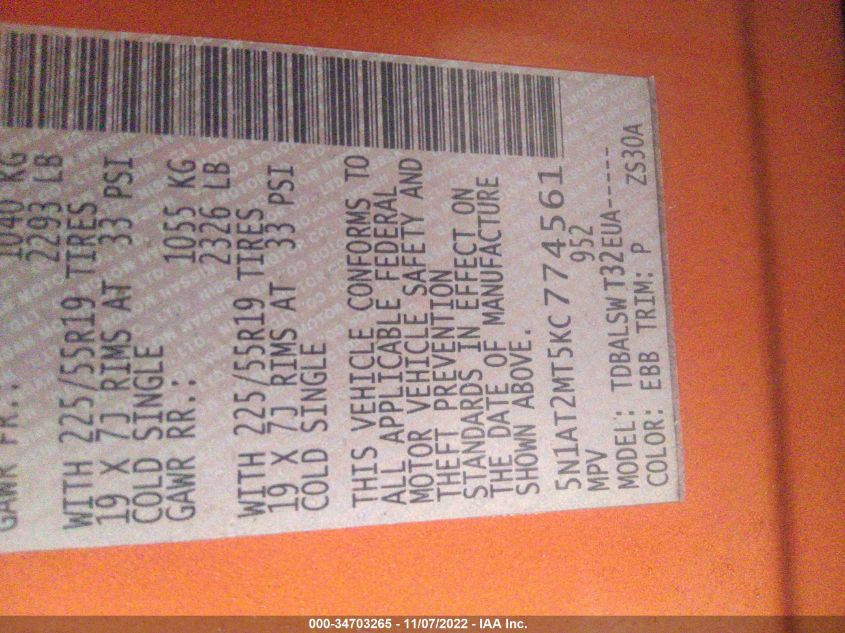 GAWR FR.: 1040 KG
2293 LB
WITH 225/55R19 TIRES
19 X 7J RIMS AT 33 PSI
COLD SINGLE
GAWR RR.: 1055 KG
2326 LB
WITH 225/55R19 TIRES
19 X 7J RIMS AT 33 PSI
COLD SINGLE
THIS VEHICLE CONFORMS TO
ALL APPLICABLE FEDERAL
MOTOR VEHICLE SAFETY AND
THEFT PREVENTION
STANDARDS IN EFFECT ON
THE DATE OF MANUFACTURE
SHOWN ABOVE.
5N1AT2MT5KC774561
MPV 952
MODEL: TDBALSW T32EUA-----
COLOR: EBB TRIM: P ZS30A
000-34703265 - 11/07/2022 - IAA Inc.